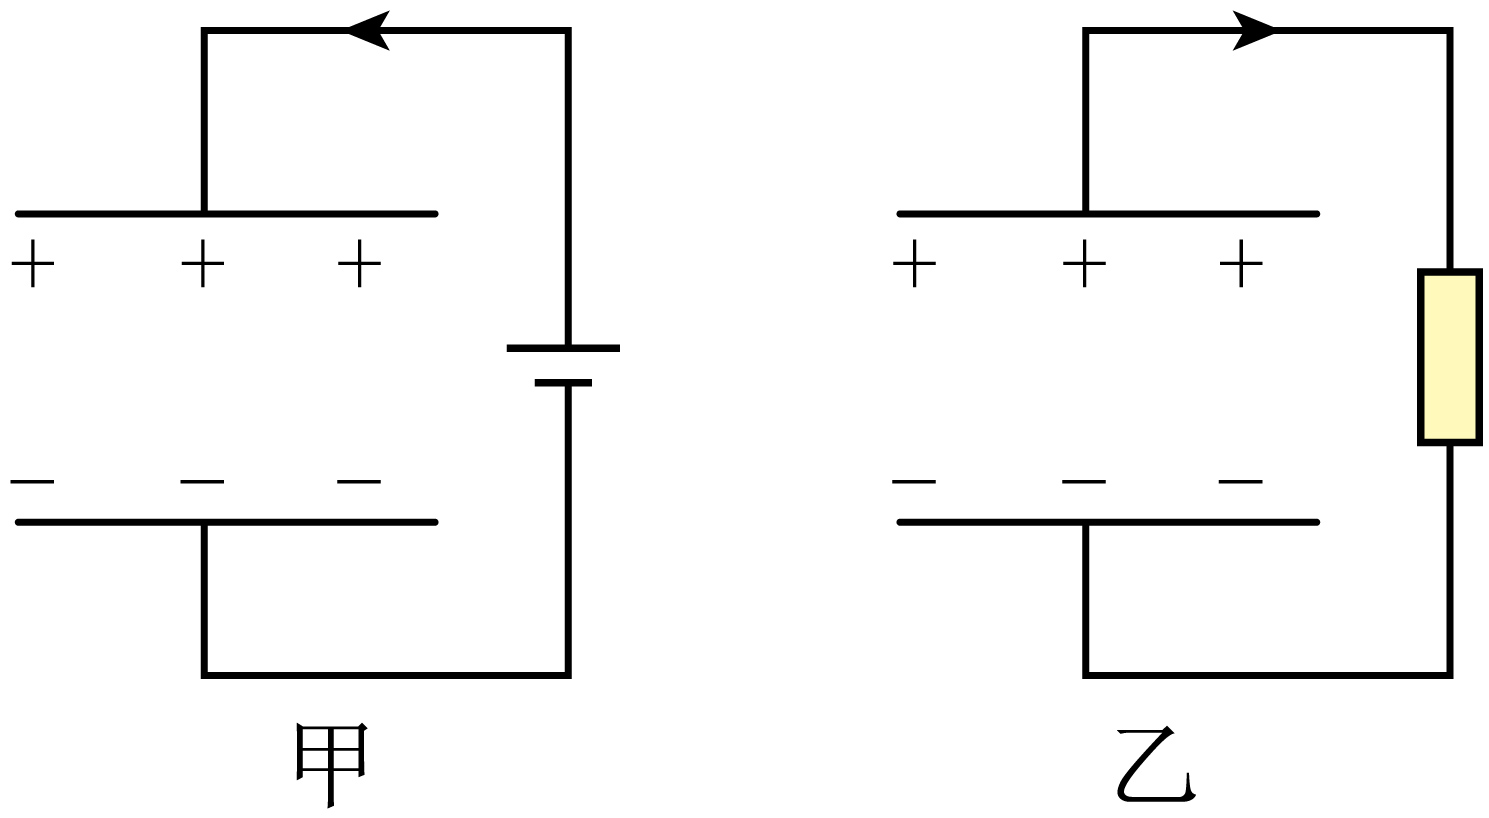 + + + + + +
− − − − − −
甲 乙